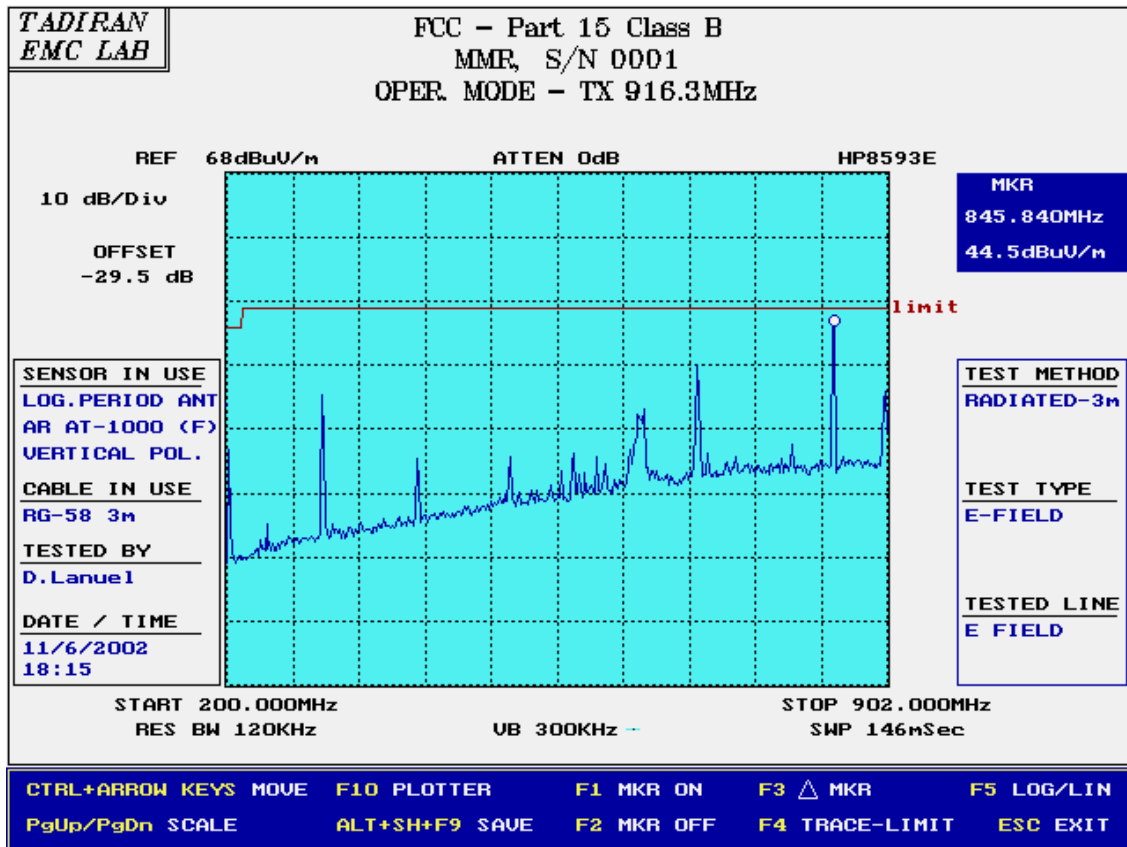 TADIRAN
EMC LAB
FCC – Part 15 Class B
MMR, S/N 0001
OPER. MODE – TX 916.3MHz
REF 68dBuV/m ATTEN 0dB HP8593E
10 dB/Div
OFFSET
-29.5 dB
MKR
845.840MHz
44.5dBuV/m
limit
SENSOR IN USE
LOG.PERIOD ANT
AR AT-1000 (F)
VERTICAL POL.
CABLE IN USE
RG-58 3m
TESTED BY
D.Lanuel
DATE / TIME
11/6/2002
18:15
TEST METHOD
RADIATED-3m
TEST TYPE
E-FIELD
TESTED LINE
E FIELD
START 200.000MHz STOP 902.000MHz
RES BW 120KHz VB 300KHz SWP 146mSec
CTRL+ARROW KEYS MOVE F10 PLOTTER F1 MKR ON F3 △ MKR F5 LOG/LIN
PgUp/PgDn SCALE ALT+SH+F9 SAVE F2 MKR OFF F4 TRACE-LIMIT ESC EXIT